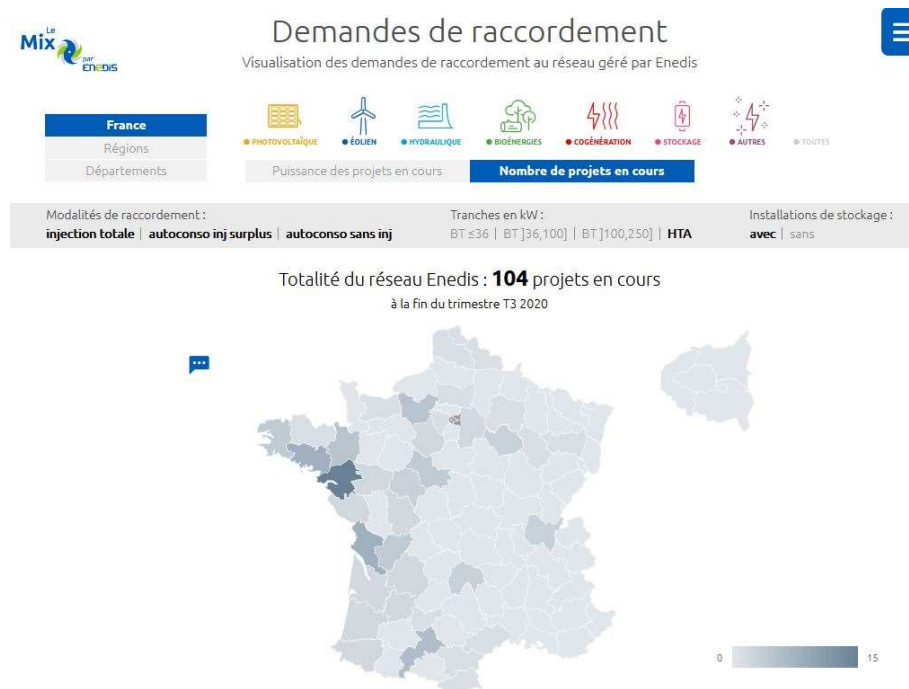 Le
Mix
par
ENEDIS
Demandes de raccordement
Visualisation des demandes de raccordement au réseau géré par Enedis
France
Régions
Départements
PHOTOVOLTAÏQUE
ÉOLIEN
HYDRAULIQUE
BIOÉNERGIES
COGÉNÉRATION
STOCKAGE
AUTRES
TOUTES
Puissance des projets en cours
Nombre de projets en cours
Modalités de raccordement :
injection totale | autoconso inj surplus | autoconso sans inj
Tranches en kW :
BT ≤36 | BT ]36,100] | BT ]100,250] | HTA
Installations de stockage :
avec | sans
Totalité du réseau Enedis : 104 projets en cours
à la fin du trimestre T3 2020
0
15